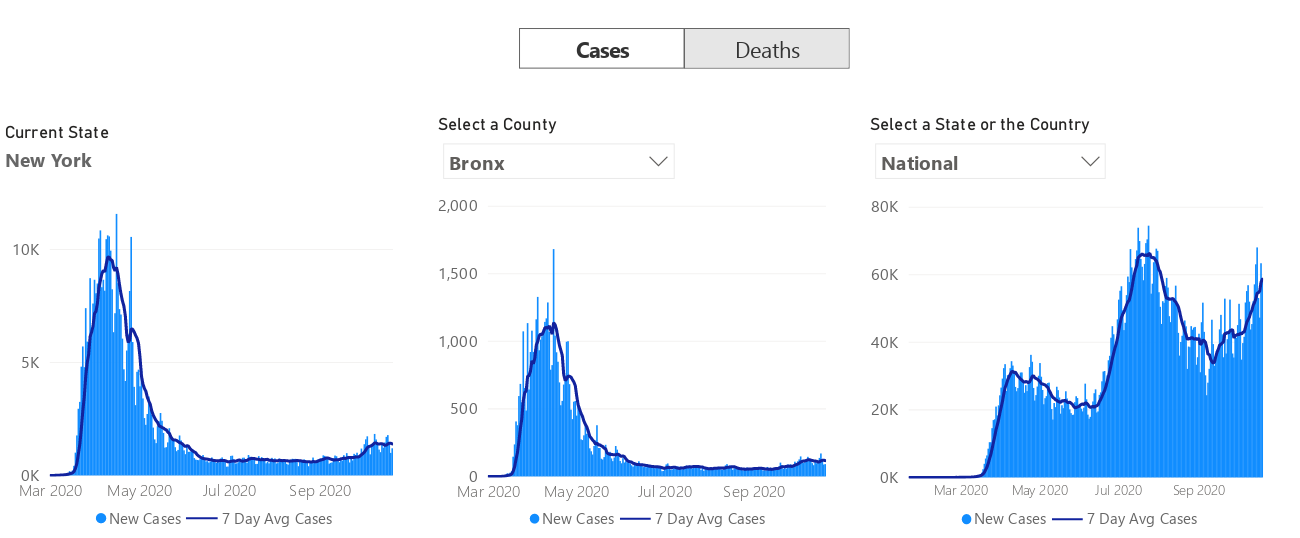 Cases Deaths
Current State
New York
10K
5K
0K
Mar 2020 May 2020 Jul 2020 Sep 2020
New Cases 7 Day Avg Cases
Select a County
Bronx
2,000
1,500
1,000
500
0
Mar 2020 May 2020 Jul 2020 Sep 2020
New Cases 7 Day Avg Cases
Select a State or the Country
National
80K
60K
40K
20K
0K
Mar 2020 May 2020 Jul 2020 Sep 2020
New Cases 7 Day Avg Cases